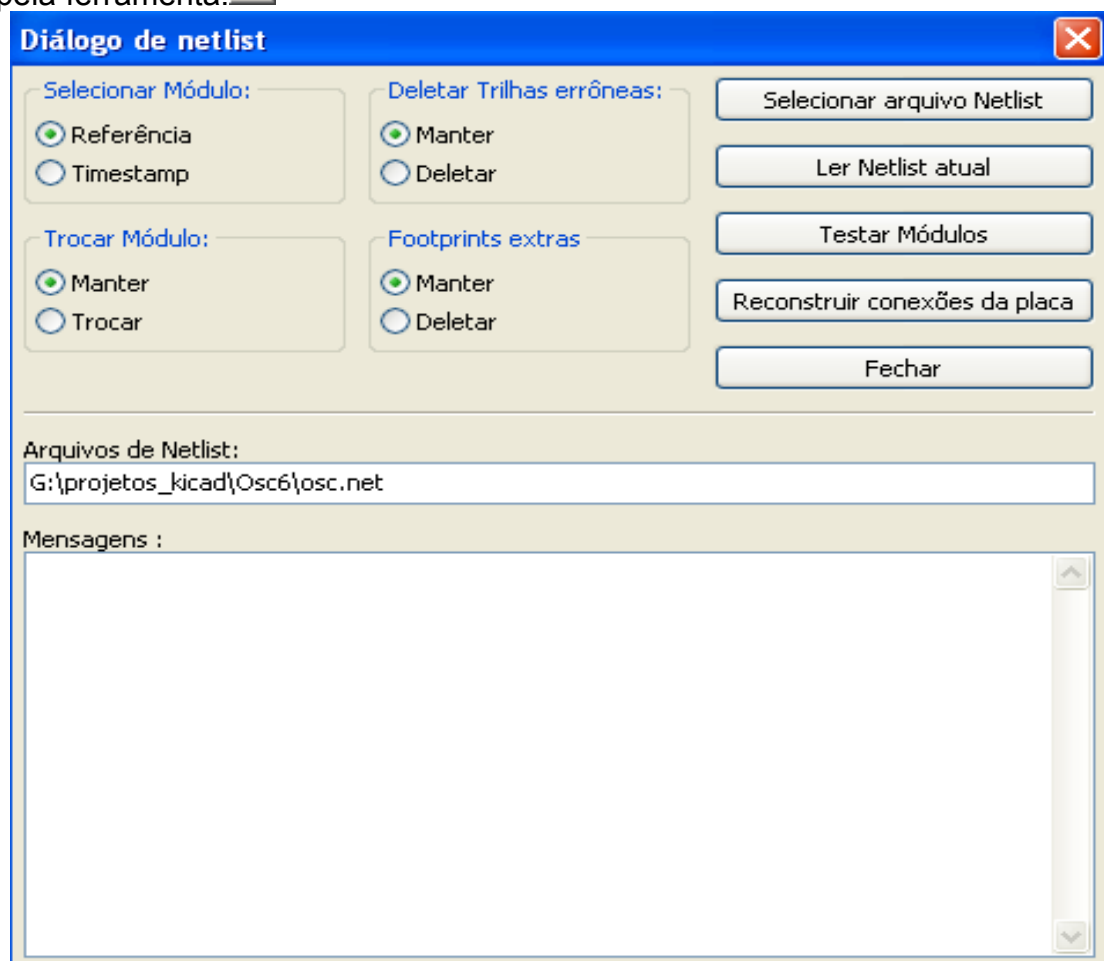 pela ferramenta.
Diálogo de netlist
Selecionar Módulo:
Referência
Timestamp
Deletar Trilhas errôneas:
Manter
Deletar
Selecionar arquivo Netlist
Ler Netlist atual
Trocar Módulo:
Manter
Trocar
Footprints extras
Manter
Deletar
Testar Módulos
Reconstruir conexões da placa
Fechar
Arquivos de Netlist:
G:\projetos_kicad\Osc6\osc.net
Mensagens :